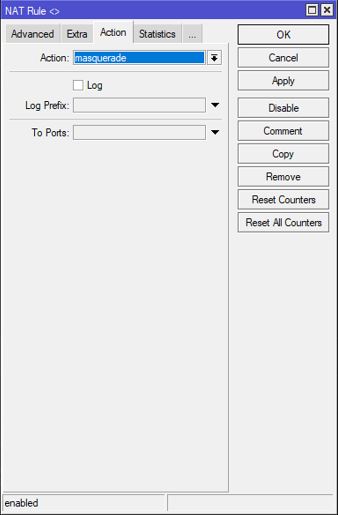 NAT Rule <>
Advanced Extra Action Statistics ...
Action: masquerade
Log
Log Prefix:
To Ports:
OK
Cancel
Apply
Disable
Comment
Copy
Remove
Reset Counters
Reset All Counters
enabled